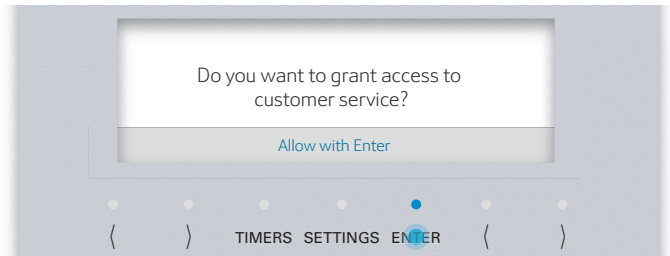 Do you want to grant access to
customer service?
Allow with Enter
⟨ ⟩ TIMERS SETTINGS ENTER ⟨ ⟩